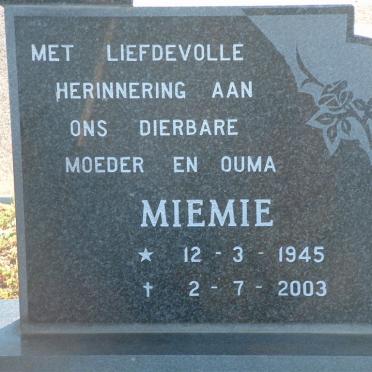 MET LIEFDEVOLLE
HERINNERING AAN
ONS DIERBARE
MOEDER EN OUMA
MIEMIE
★ 12 - 3 - 1945
✝ 2 - 7 - 2003